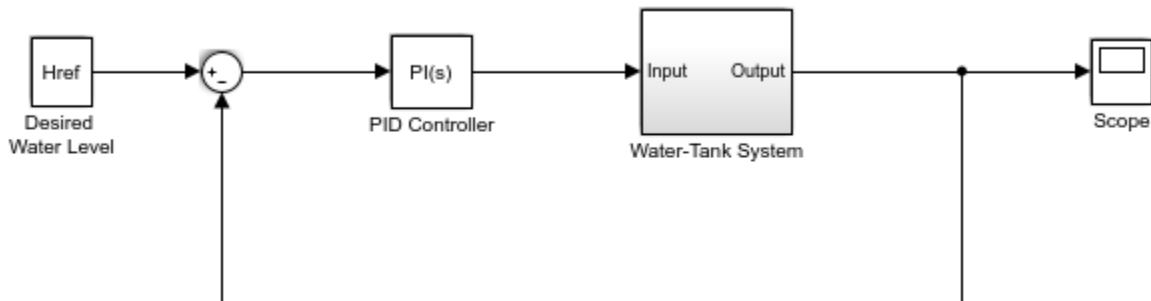 Href
+
−
PI(s)
Input
Output
Desired
Water Level
PID Controller
Water-Tank System
Scope